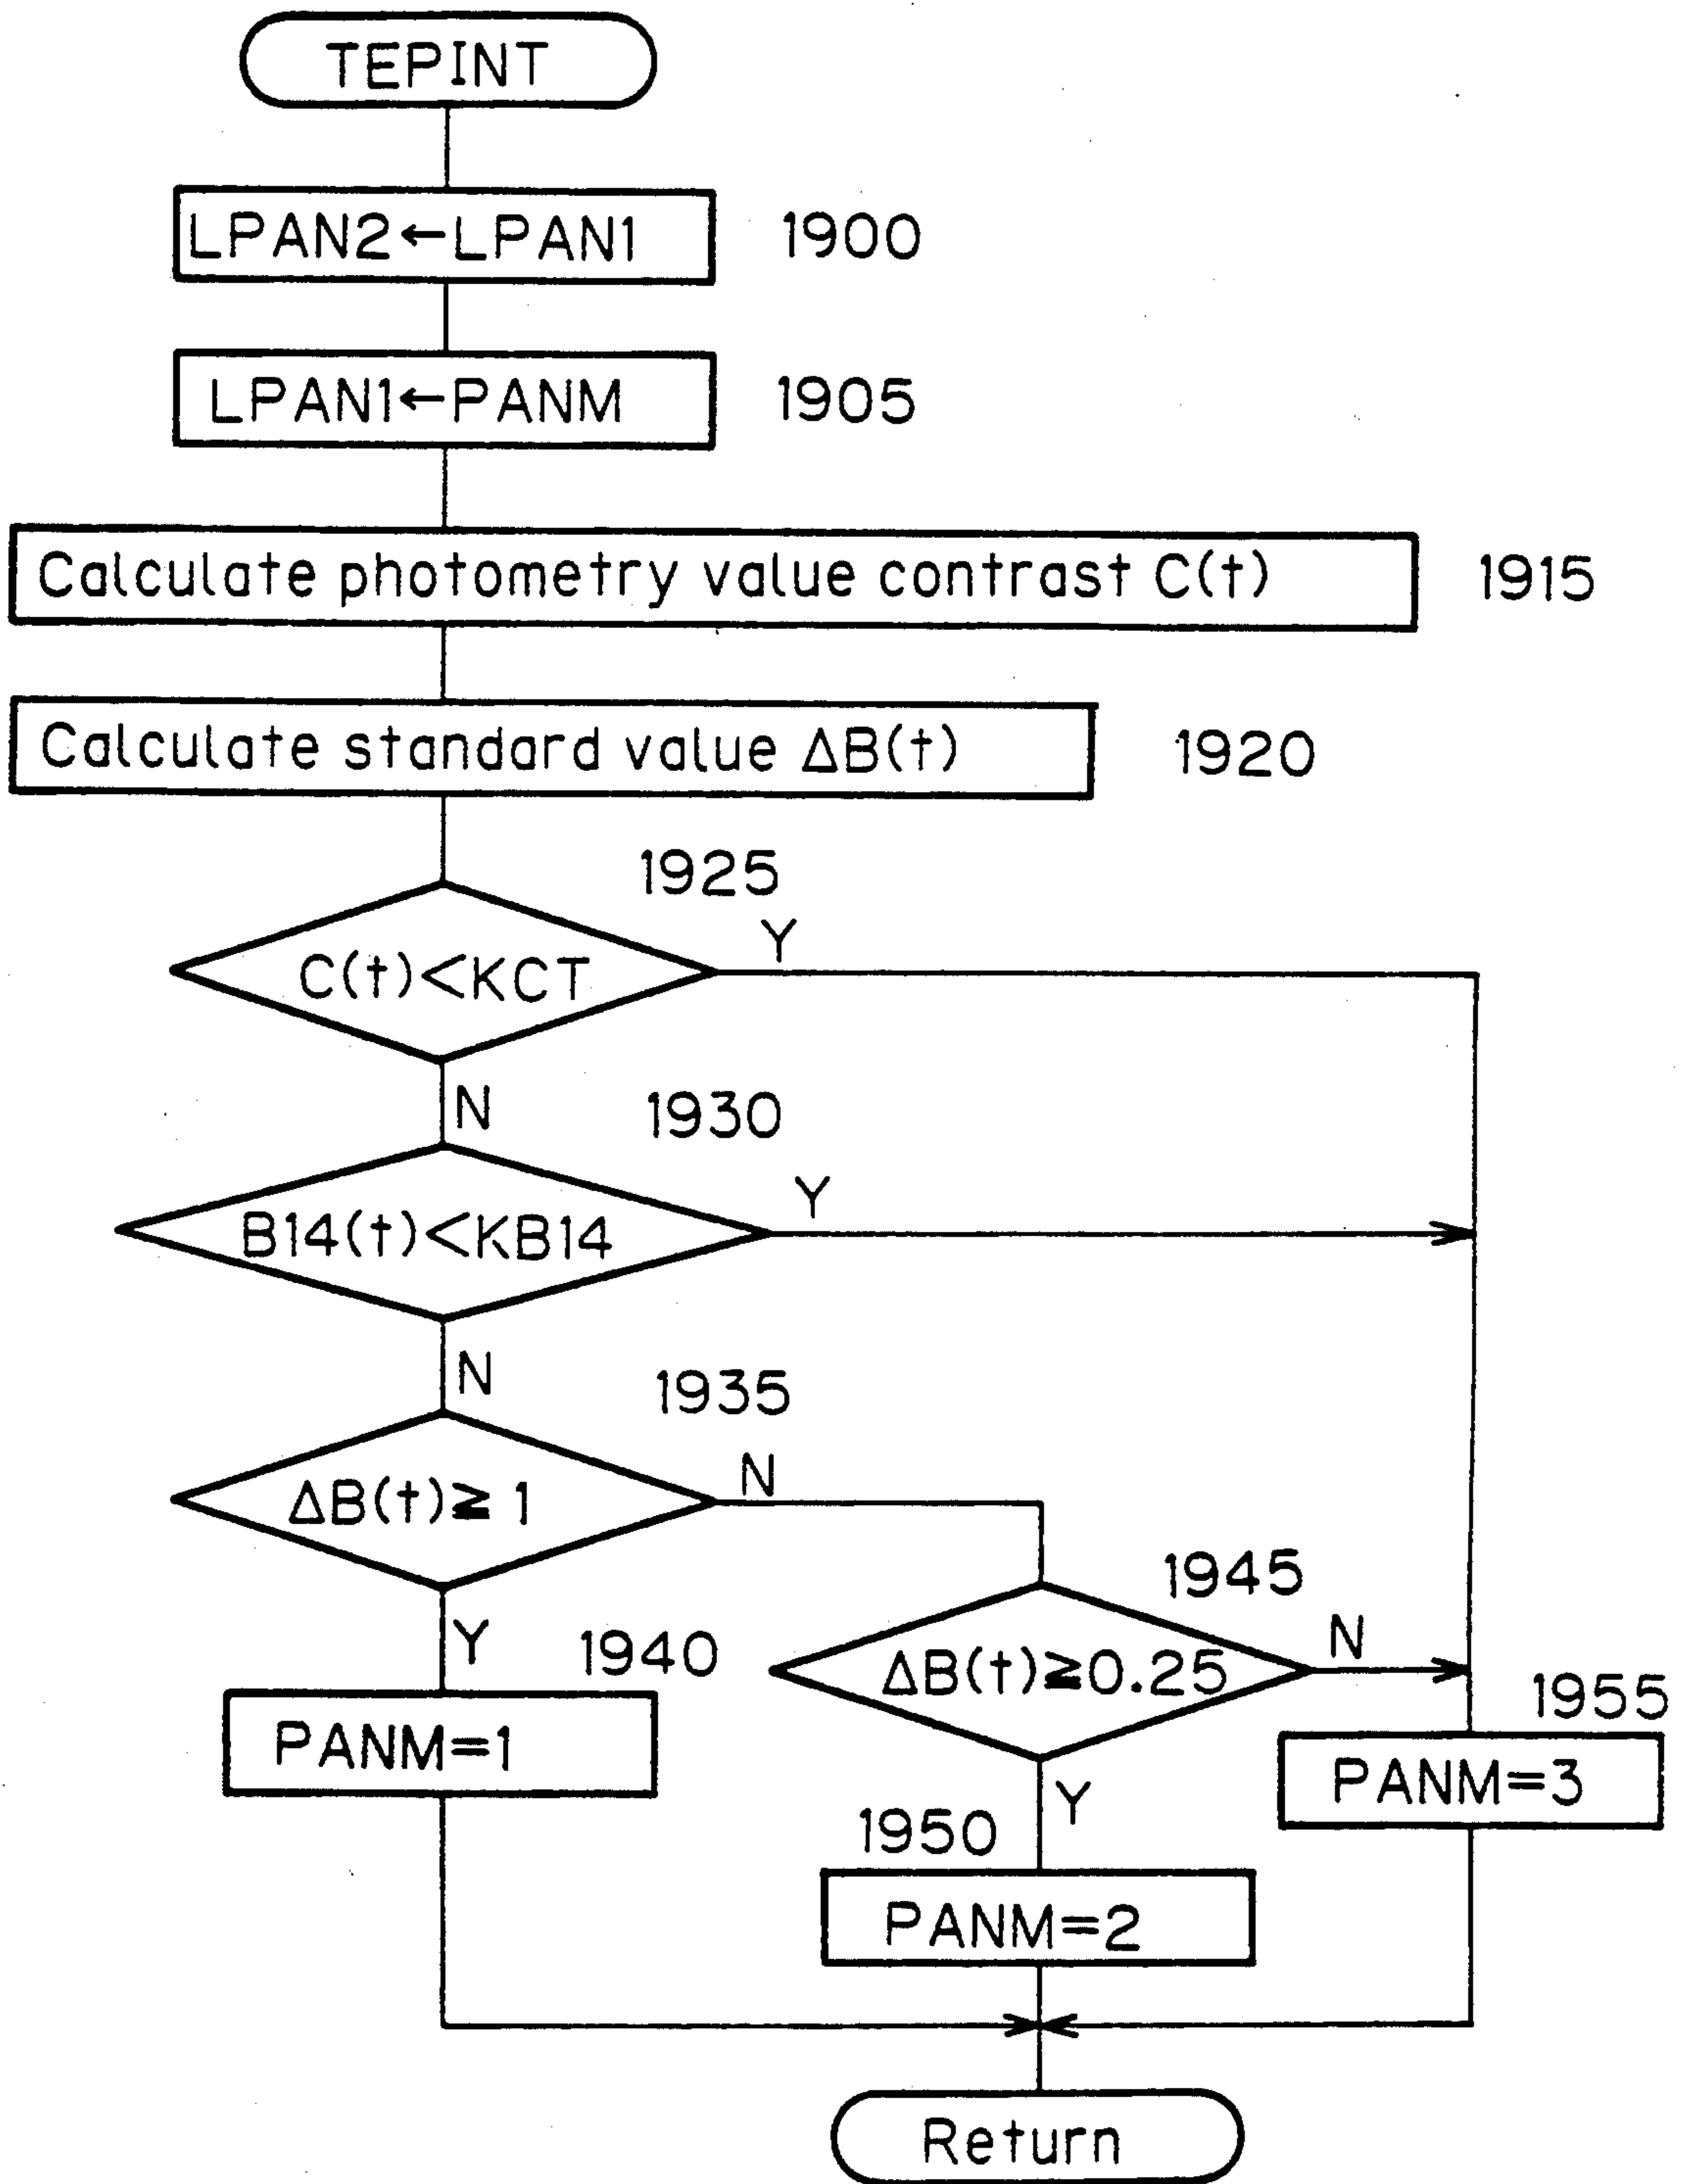 TEPINT
LPAN2←LPAN1
1900
LPAN1←PANM
1905
Calculate photometry value contrast C(t)
1915
Calculate standard value ΔB(t)
1920
1925
C(t)<KCT
Y
N
1930
B14(t)<KB14
Y
N
1935
ΔB(t)≧1
N
1945
Y
1940
ΔB(t)≧0.25
N
1955
PANM=1
PANM=3
Y
1950
PANM=2
Return